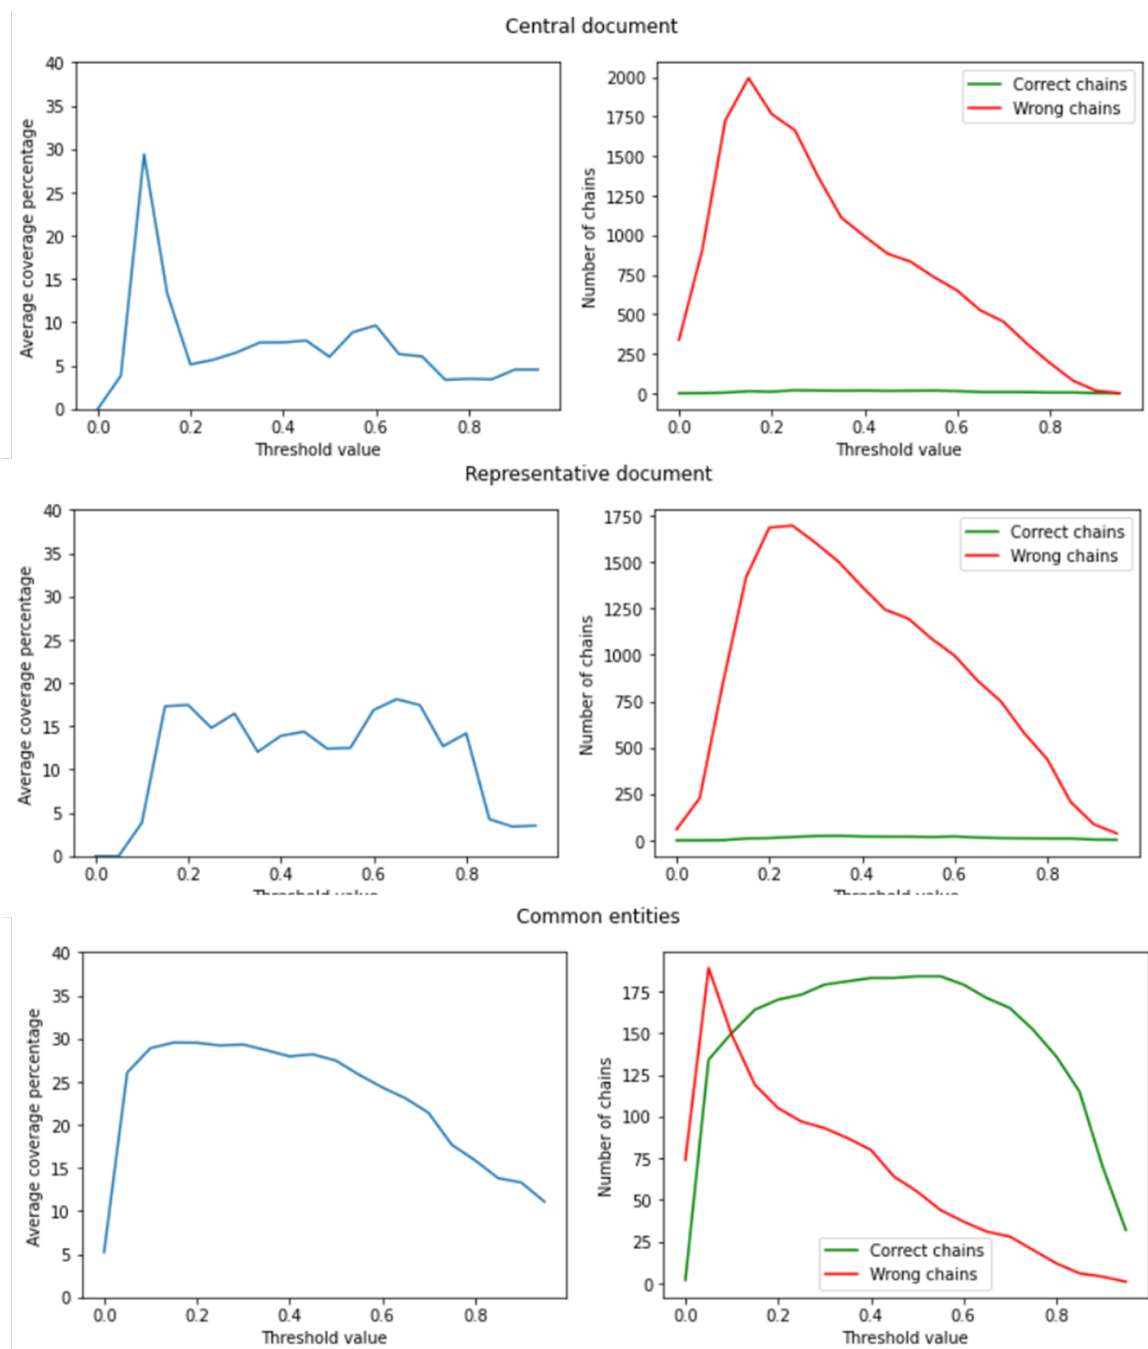 Central document
40
35
30
25
20
15
10
5
0
Average coverage percentage
0.0 0.2 0.4 0.6 0.8
Threshold value
2000
1750
1500
1250
1000
750
500
250
0
Number of chains
Correct chains
Wrong chains
0.0 0.2 0.4 0.6 0.8
Threshold value
Representative document
40
35
30
25
20
15
10
5
0
Average coverage percentage
0.0 0.2 0.4 0.6 0.8
Threshold value
1750
1500
1250
1000
750
500
250
0
Number of chains
Correct chains
Wrong chains
0.0 0.2 0.4 0.6 0.8
Threshold value
Common entities
40
35
30
25
20
15
10
5
0
Average coverage percentage
0.0 0.2 0.4 0.6 0.8
Threshold value
175
150
125
100
75
50
25
0
Number of chains
Correct chains
Wrong chains
0.0 0.2 0.4 0.6 0.8
Threshold value